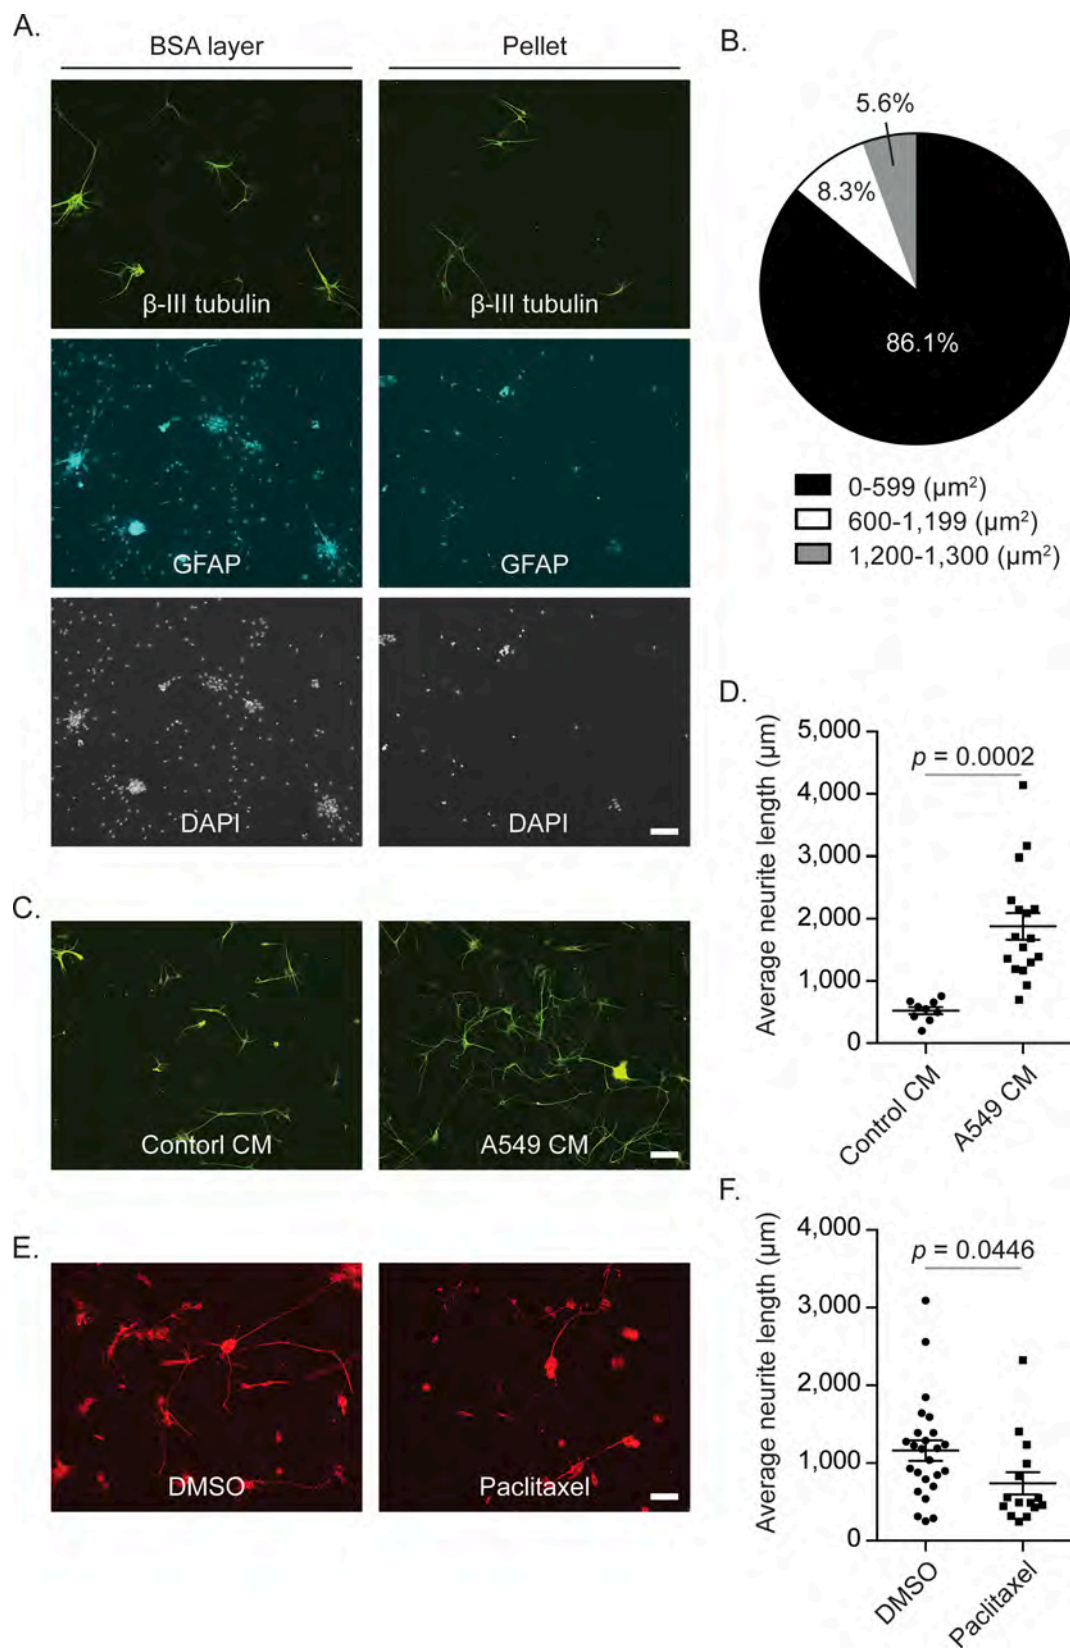 A.
BSA layer
Pellet
β-III tubulin
β-III tubulin
GFAP
GFAP
DAPI
DAPI
B.
5.6%
8.3%
86.1%
0-599 (µm²)
600-1,199 (µm²)
1,200-1,300 (µm²)
C.
Contorl CM
A549 CM
D.
Average neurite length (µm)
5,000
4,000
3,000
2,000
1,000
0
p = 0.0002
Control CM
A549 CM
E.
DMSO
Paclitaxel
F.
Average neurite length (µm)
4,000
3,000
2,000
1,000
0
p = 0.0446
DMSO
Paclitaxel